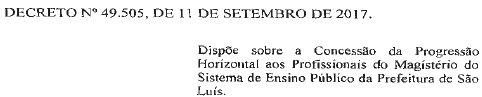 DECRETO Nº 49.505, DE 11 DE SETEMBRO DE 2017.
Dispõe sobre a Concessão da Progressão
Horizontal aos Profissionais do Magistério do
Sistema de Ensino Público da Prefeitura de São
Luís.